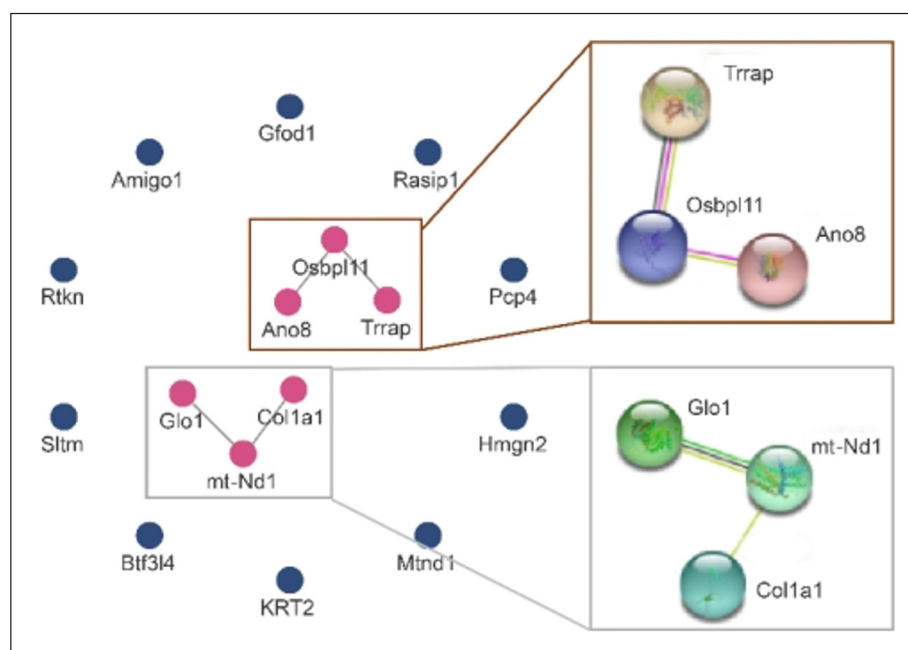 Trrap
Gfod1
Amigo1
Rasip1
Osbpl11
Ano8
Osbpl11
Rtkn
Pcp4
Ano8
Trrap
Glo1
Glo1
Col1a1
mt-Nd1
Sltm
Hmgn2
mt-Nd1
Btf3l4
Mtnd1
KRT2
Col1a1